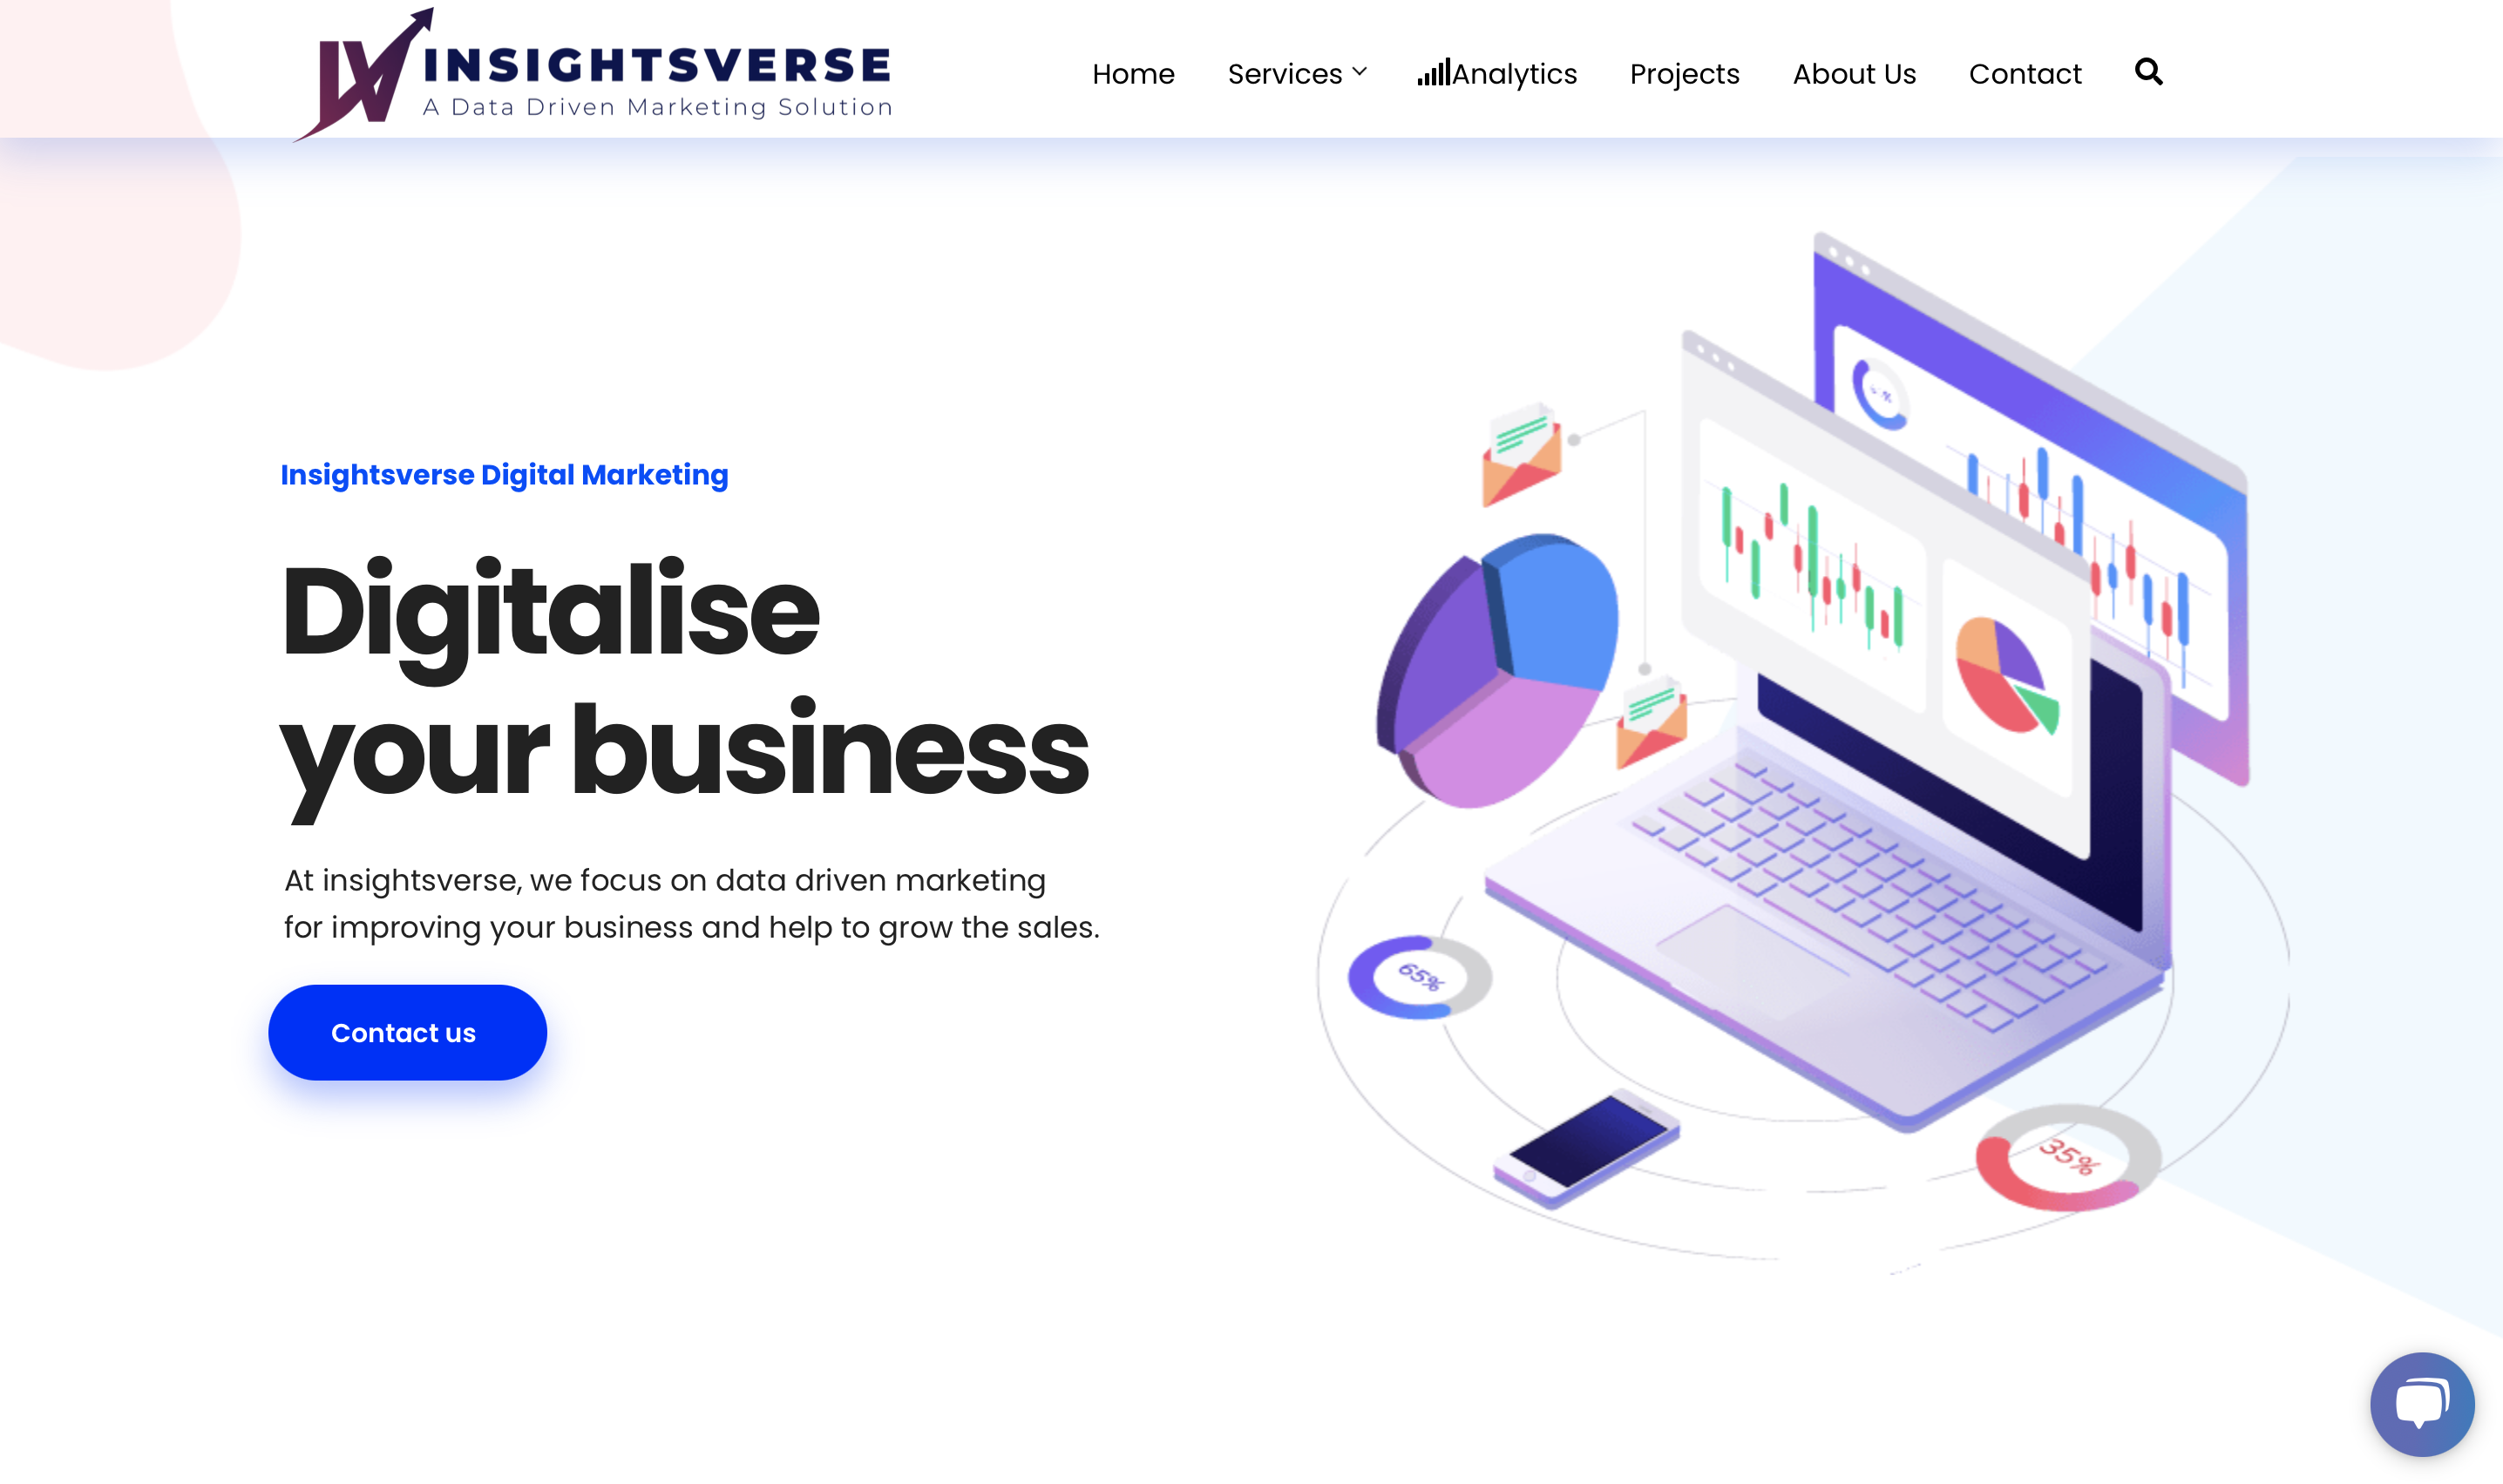 INSIGHTSVERSE
A Data Driven Marketing Solution
Home
Services
Analytics
Projects
About Us
Contact
Insightsverse Digital Marketing
Digitalise
your business
At insightsverse, we focus on data driven marketing
for improving your business and help to grow the sales.
Contact us
65%
35%